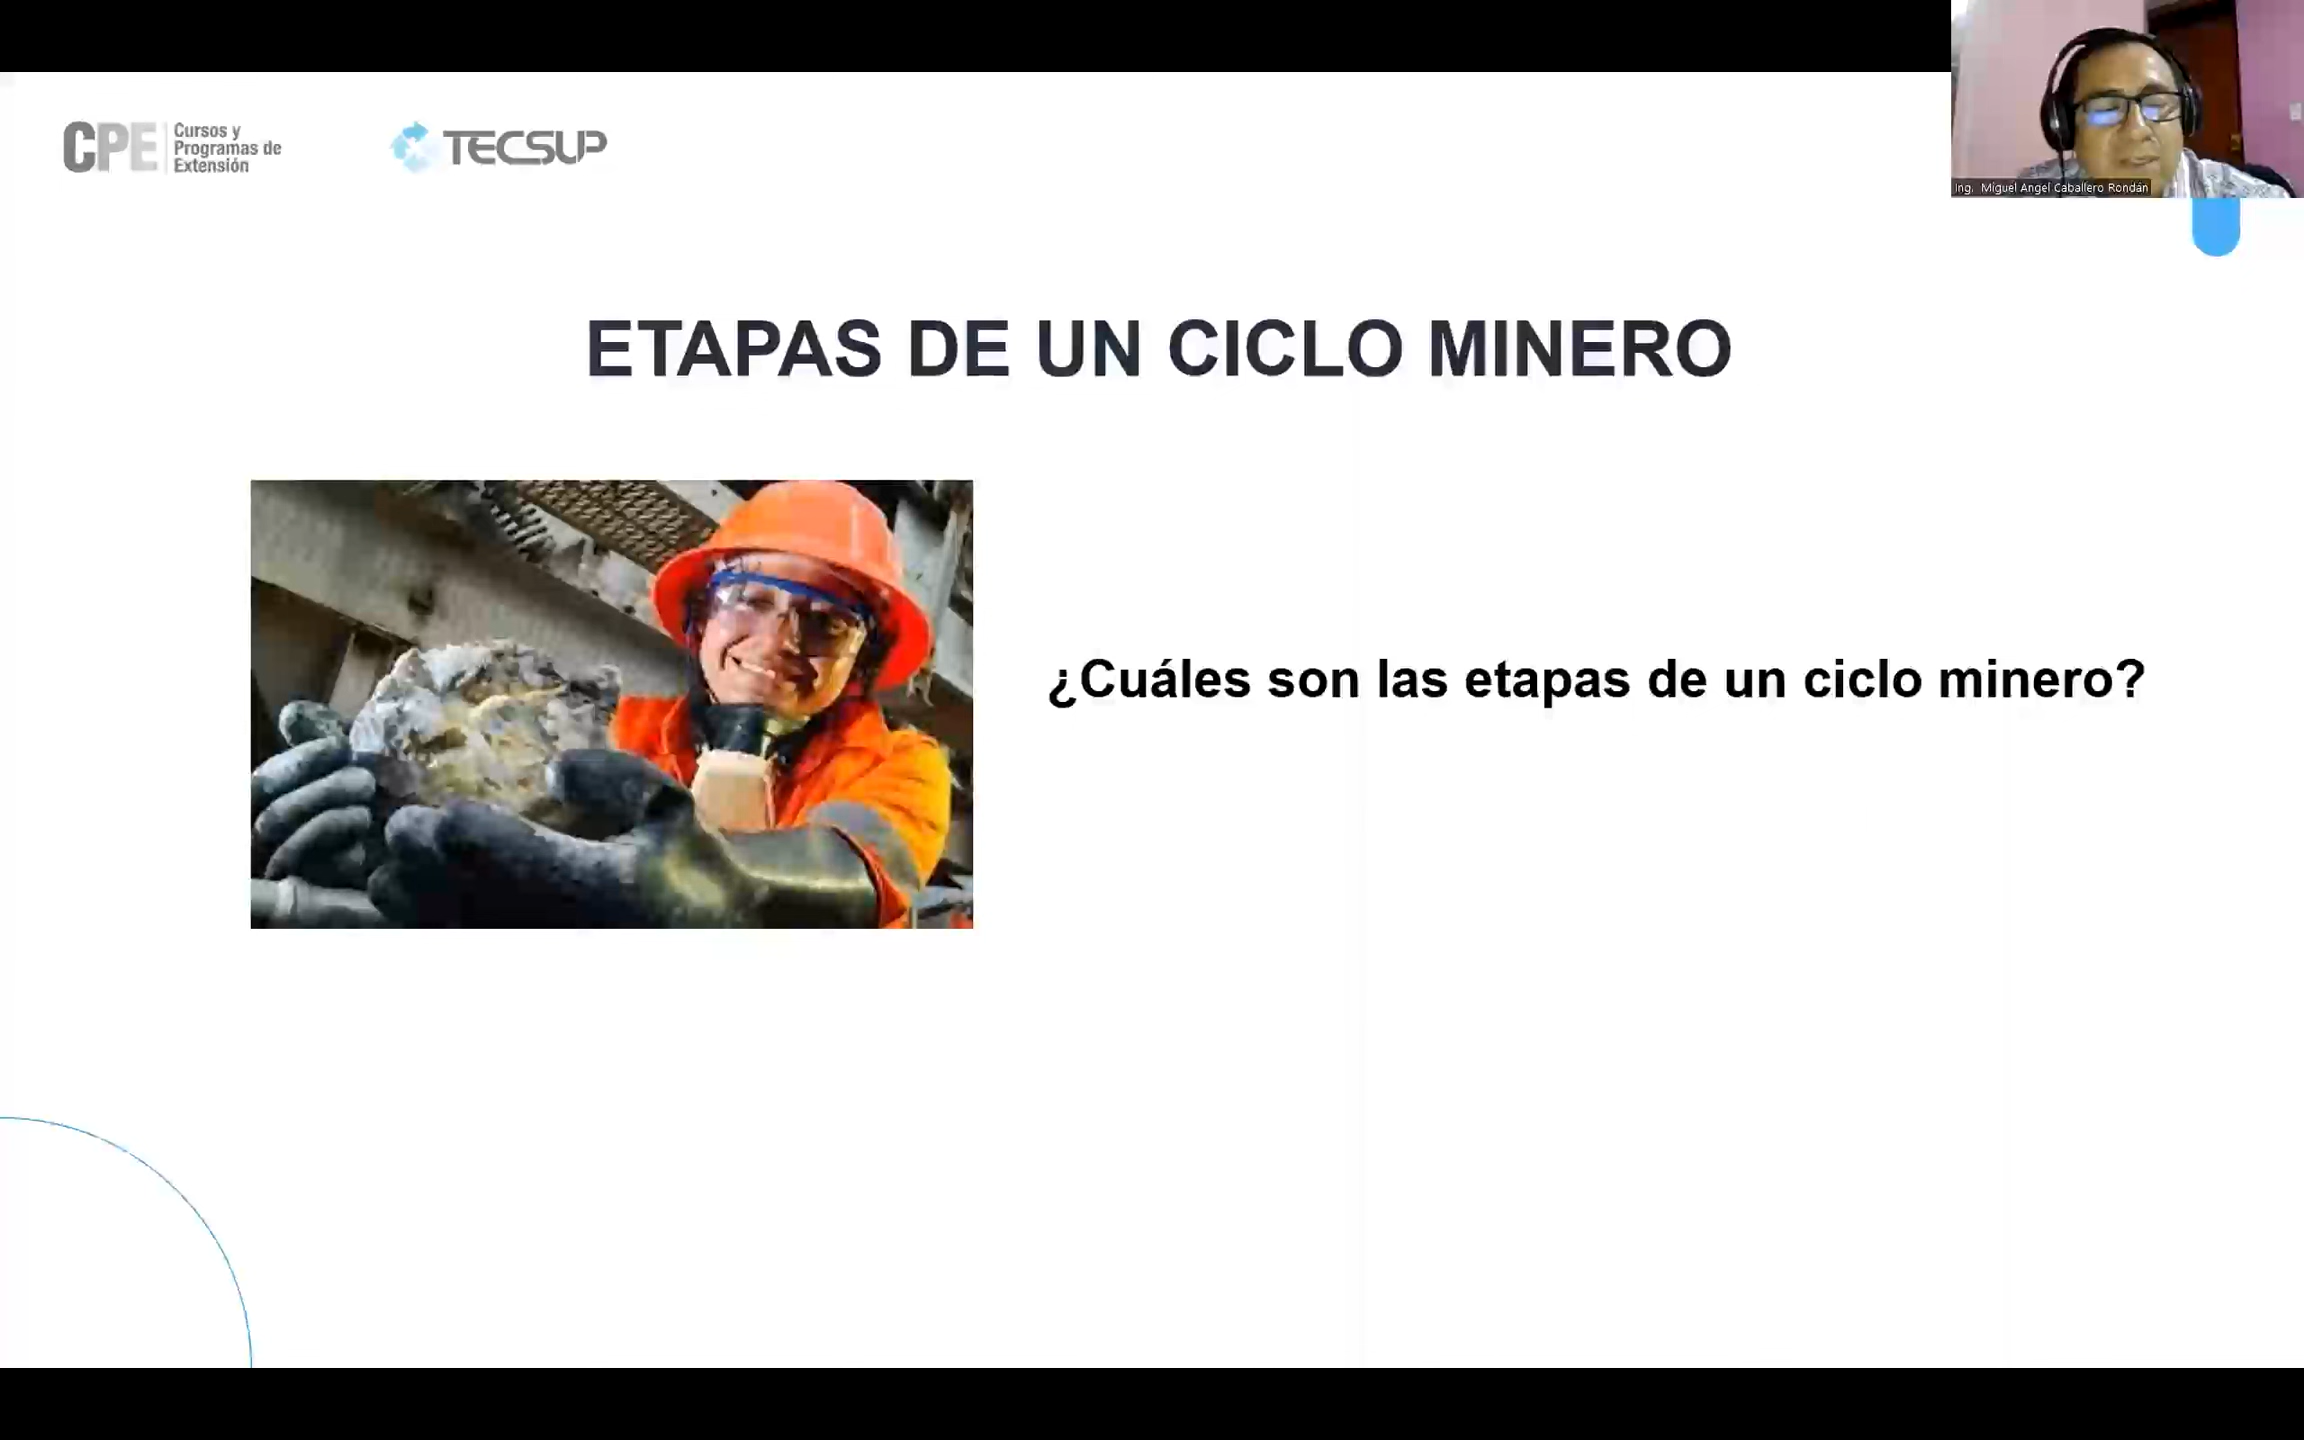 CPE
Cursos y
Programas de
Extensión
TECSUP
Ing. Miguel Angel Caballero Rondán
ETAPAS DE UN CICLO MINERO
¿Cuáles son las etapas de un ciclo minero?